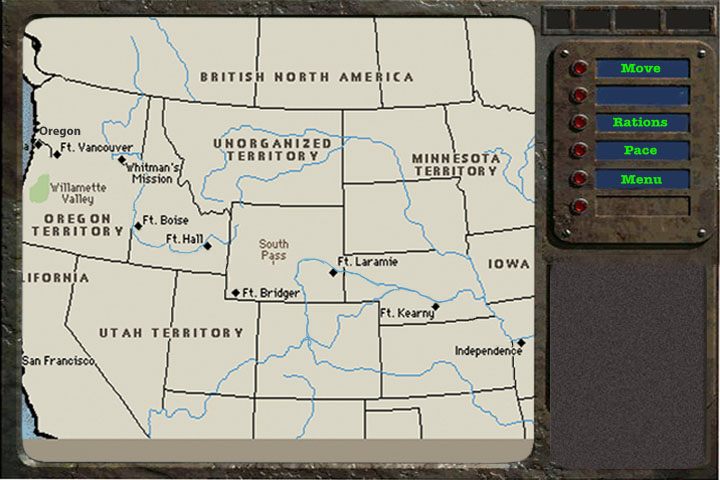 BRITISH NORTH AMERICA
Oregon
a
Ft. Vancouver
Whitman's
Mission
UNORGANIZED
TERRITORY
MINNESOTA
TERRITORY
Willamette
Valley
OREGON
TERRITORY
Ft. Boise
Ft. Hall
South
Pass
Ft. Laramie
IOWA
LIFORNIA
Ft. Bridger
Ft. Kearny
UTAH TERRITORY
Independence
San Francisco
Move
Rations
Pace
Menu